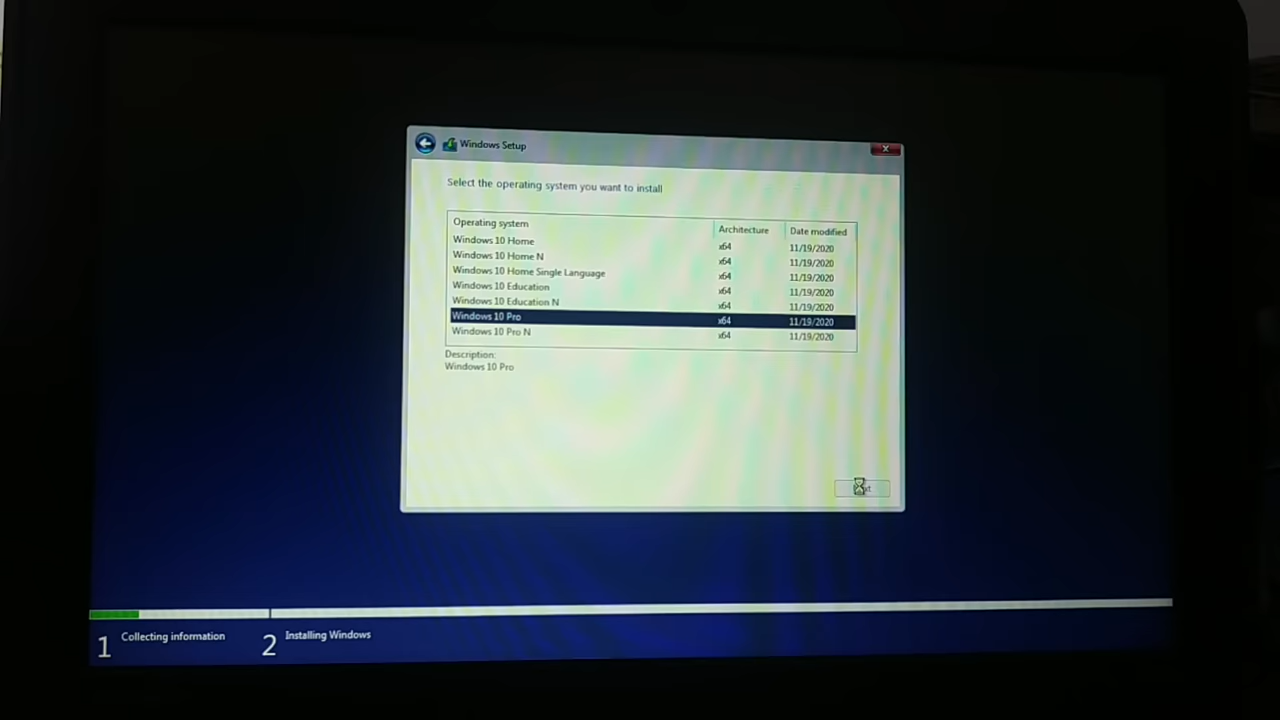 Windows Setup
Select the operating system you want to install
Operating system Architecture Date modified
Windows 10 Home x64 11/19/2020
Windows 10 Home N x64 11/19/2020
Windows 10 Home Single Language x64 11/19/2020
Windows 10 Education x64 11/19/2020
Windows 10 Education N x64 11/19/2020
Windows 10 Pro x64 11/19/2020
Windows 10 Pro N x64 11/19/2020
Description:
Windows 10 Pro
1 Collecting information 2 Installing Windows